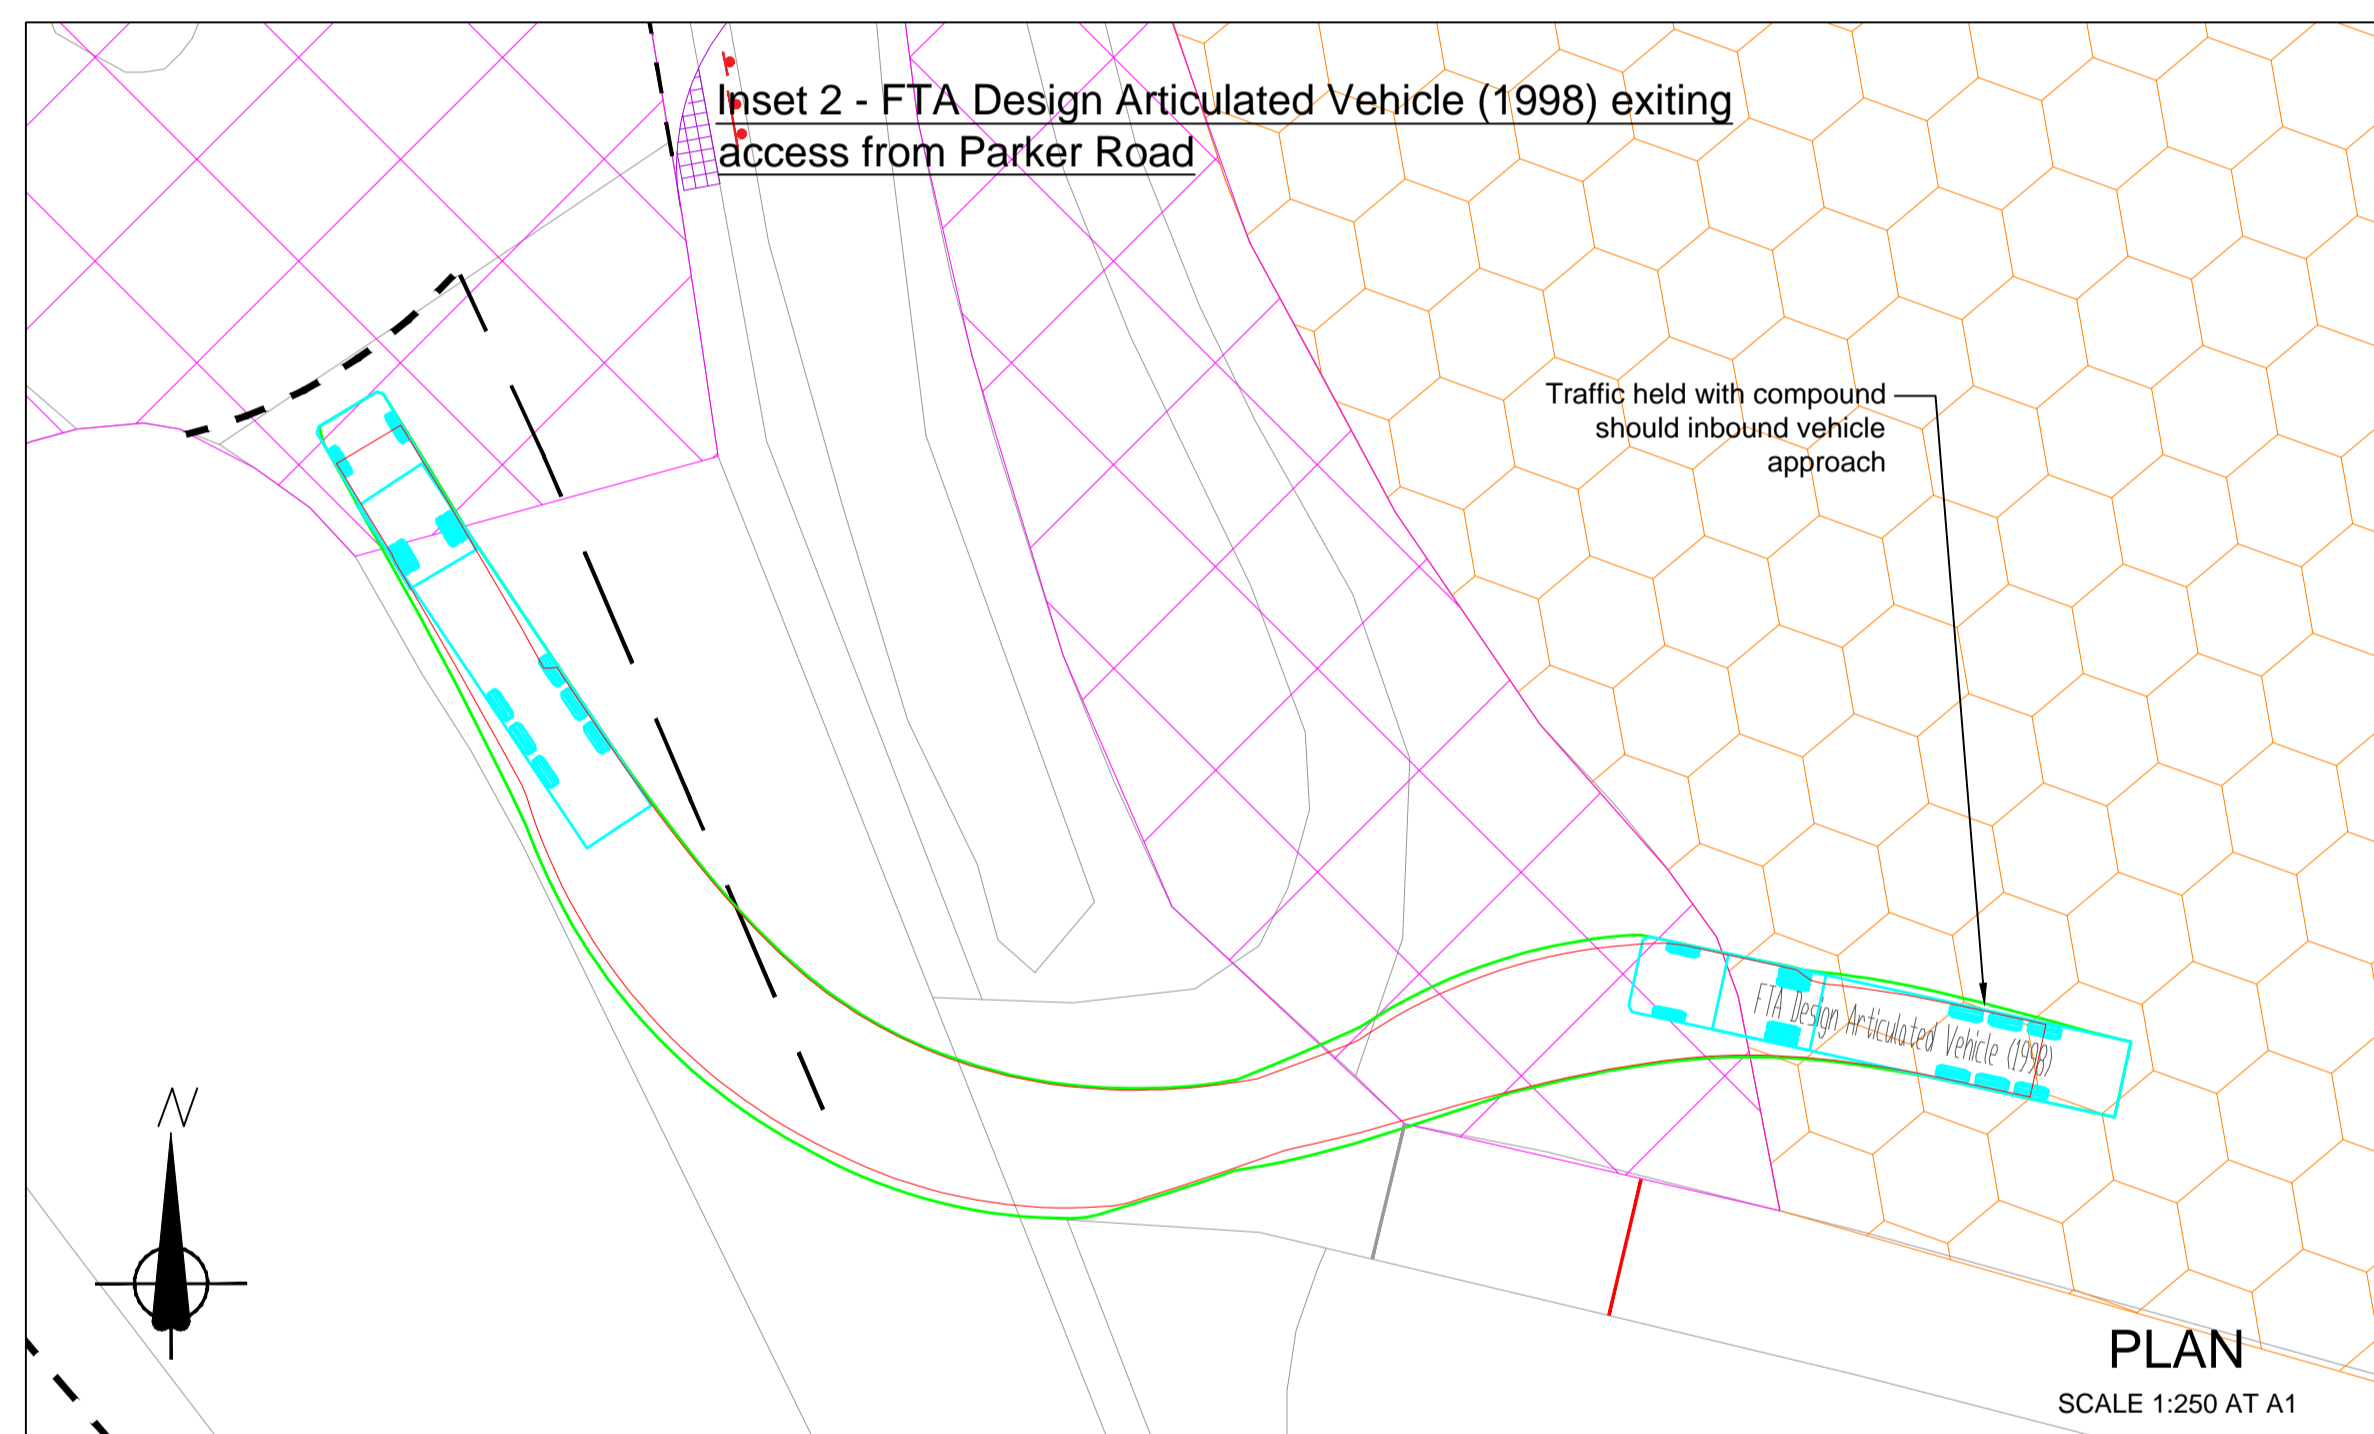 Inset 2 - FTA Design Articulated Vehicle (1998) exiting
access from Parker Road
Traffic held with compound
should inbound vehicle
approach
FTA Design Articulated Vehicle (1998)
N
PLAN
SCALE 1:250 AT A1